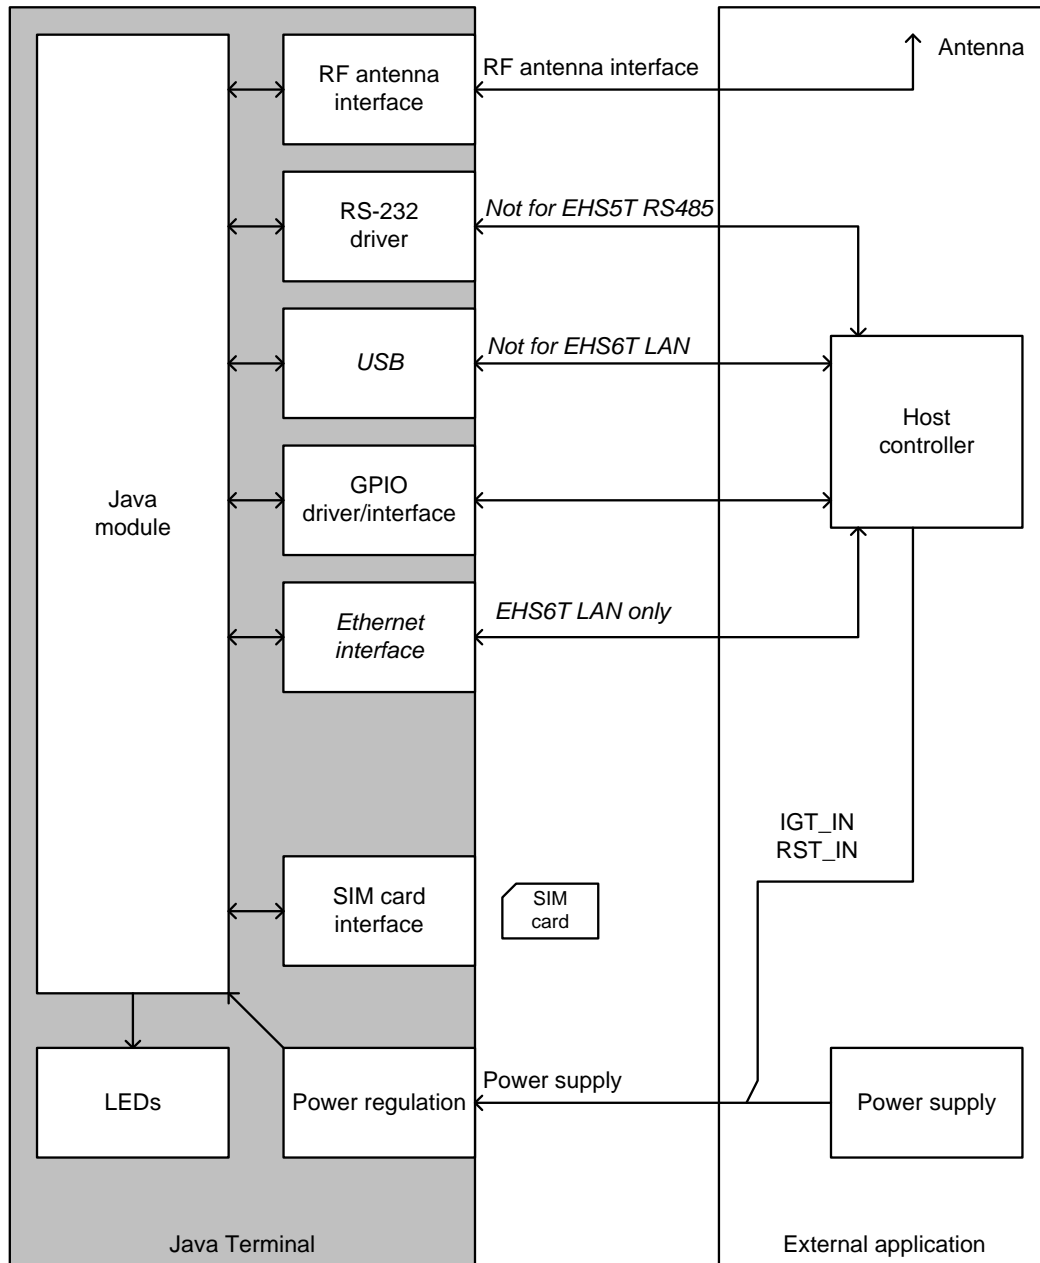 RF antenna
interface
RF antenna interface
Antenna
RS-232
driver
Not for EHS5T RS485
USB
Not for EHS6T LAN
Host
controller
Java
module
GPIO
driver/interface
Ethernet
interface
EHS6T LAN only
IGT_IN
RST_IN
SIM card
interface
SIM
card
LEDs
Power regulation
Power supply
Power supply
Java Terminal
External application